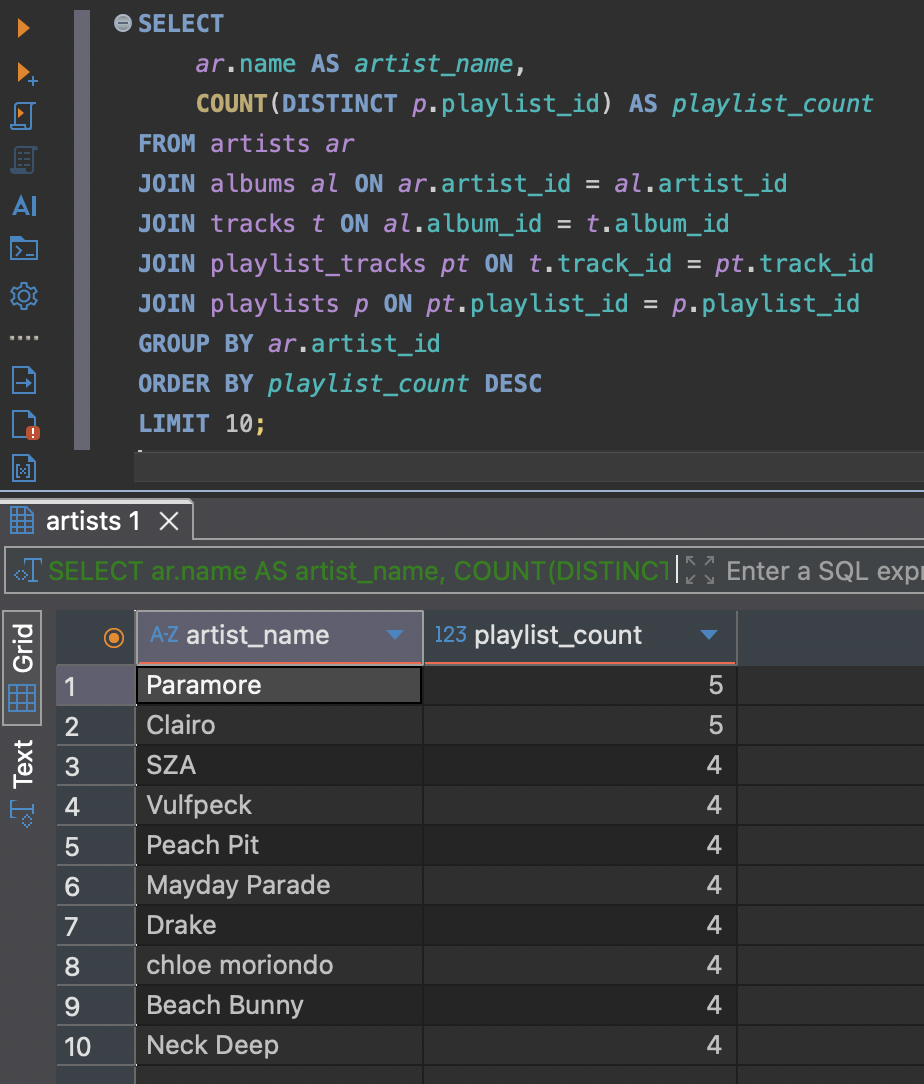 SELECT
ar.name AS artist_name,
COUNT(DISTINCT p.playlist_id) AS playlist_count
FROM artists ar
JOIN albums al ON ar.artist_id = al.artist_id
JOIN tracks t ON al.album_id = t.album_id
JOIN playlist_tracks pt ON t.track_id = pt.track_id
JOIN playlists p ON pt.playlist_id = p.playlist_id
GROUP BY ar.artist_id
ORDER BY playlist_count DESC
LIMIT 10;
AI
artists 1
SELECT ar.name AS artist_name, COUNT(DISTINCT
Enter a SQL expr
Grid
Text
A-Z artist_name
123 playlist_count
1 Paramore 5
2 Clairo 5
3 SZA 4
4 Vulfpeck 4
5 Peach Pit 4
6 Mayday Parade 4
7 Drake 4
8 chloe moriondo 4
9 Beach Bunny 4
10 Neck Deep 4